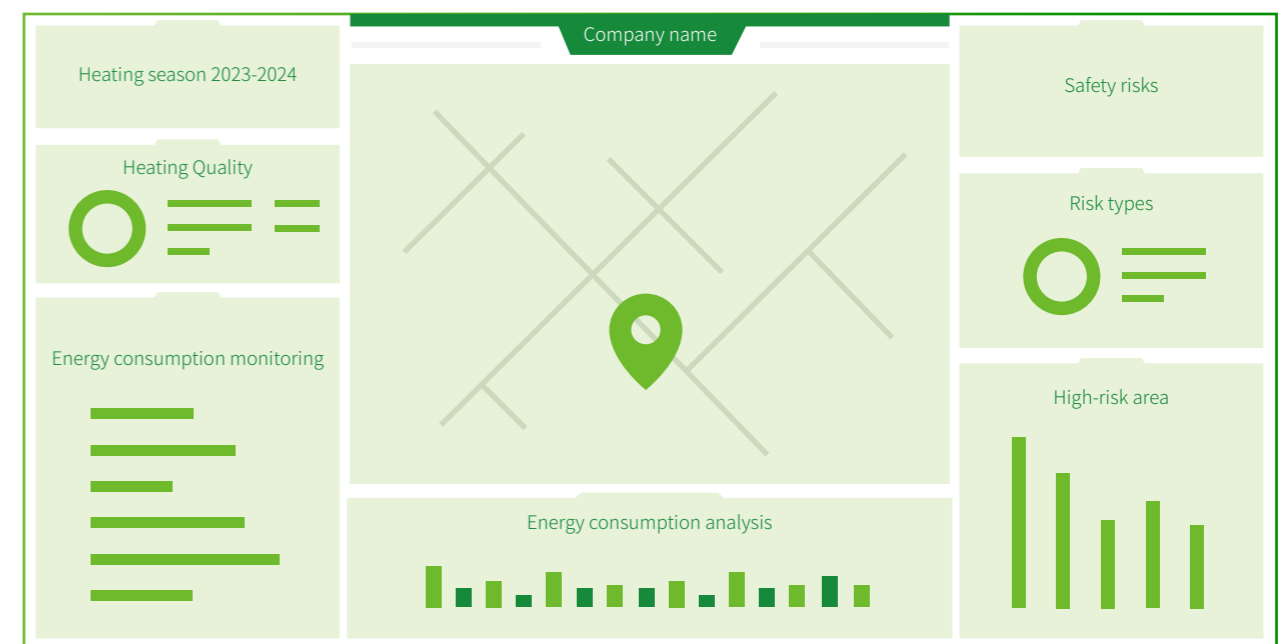 Company name
Heating season 2023-2024
Heating Quality
Energy consumption monitoring
Energy consumption analysis
Safety risks
Risk types
High-risk area